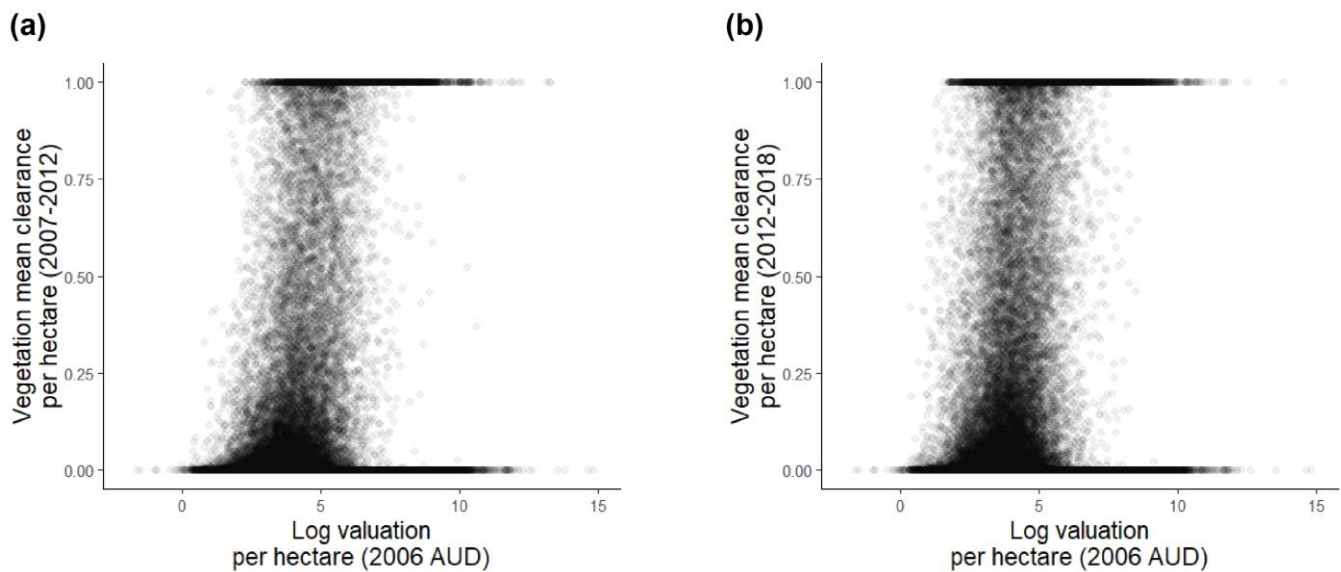 (a)
1.00
0.75
0.50
0.25
0.00
Vegetation mean clearance
per hectare (2007-2012)
0 5 10 15
Log valuation
per hectare (2006 AUD)
(b)
1.00
0.75
0.50
0.25
0.00
Vegetation mean clearance
per hectare (2012-2018)
0 5 10 15
Log valuation
per hectare (2006 AUD)